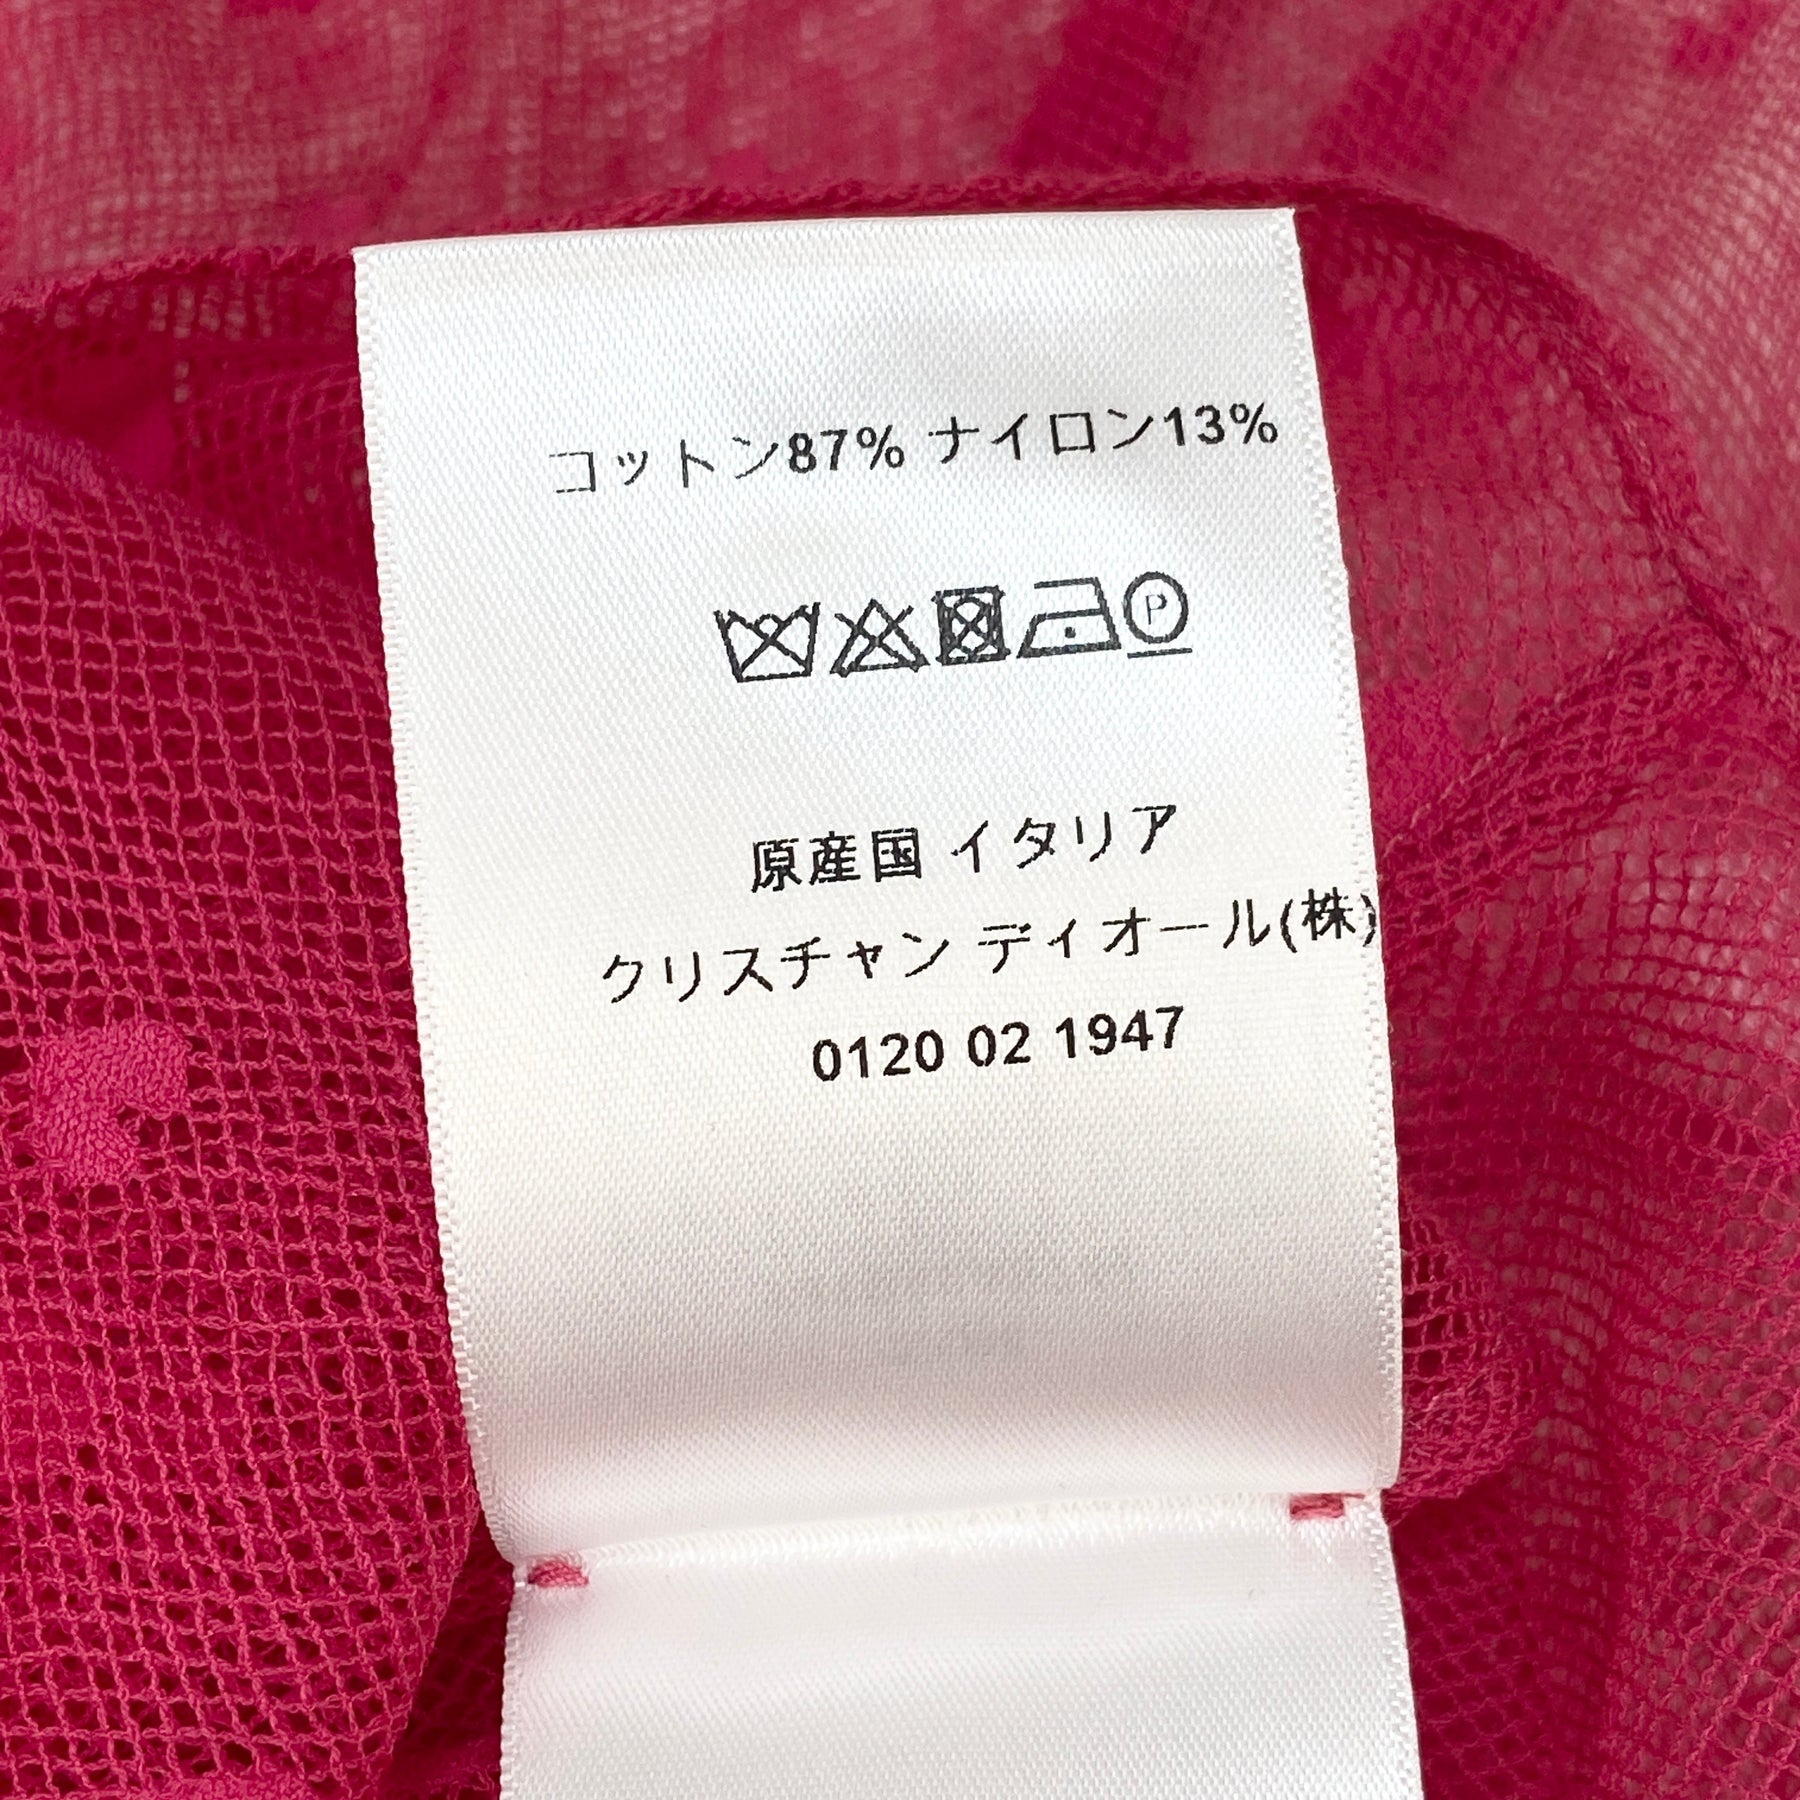 コットン87% ナイロン13%
P
原産国 イタリア
クリスチャン ディオール(株)
0120 02 1947